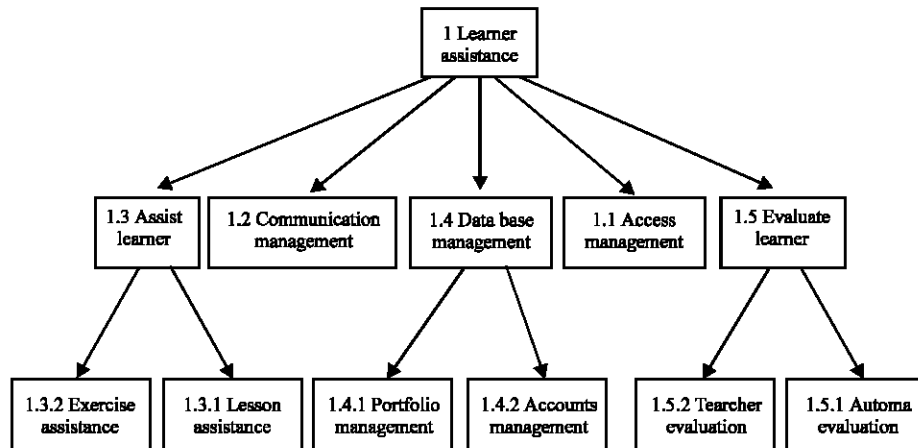 1 Learner
assistance
1.3 Assist
learner
1.2 Communication
management
1.4 Data base
management
1.1 Access
management
1.5 Evaluate
learner
1.3.2 Exercise
assistance
1.3.1 Lesson
assistance
1.4.1 Portfolio
management
1.4.2 Accounts
management
1.5.2 Tearcher
evaluation
1.5.1 Automa
evaluation